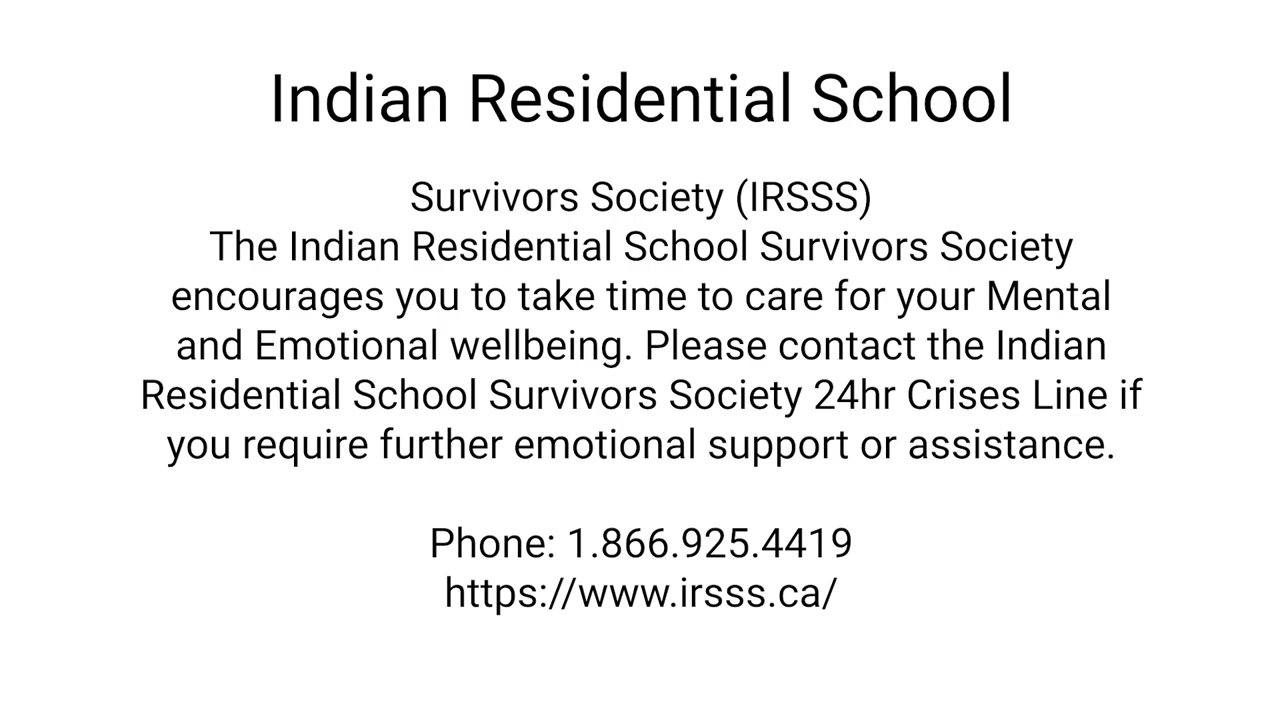 Indian Residential School
Survivors Society (IRSSS)
The Indian Residential School Survivors Society
encourages you to take time to care for your Mental
and Emotional wellbeing. Please contact the Indian
Residential School Survivors Society 24hr Crises Line if
you require further emotional support or assistance.
Phone: 1.866.925.4419
https://www.irsss.ca/